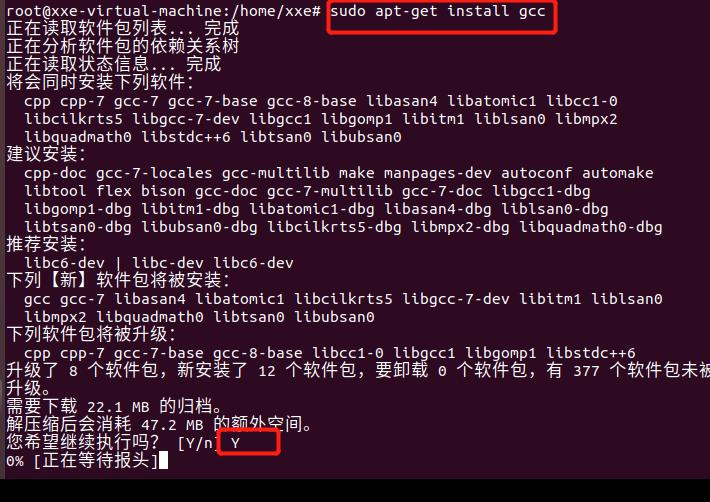 root@xxe-virtual-machine:/home/xxe# sudo apt-get install gcc
正在读取软件包列表... 完成
正在分析软件包的依赖关系树
正在读取状态信息... 完成
将会同时安装下列软件：
cpp cpp-7 gcc-7 gcc-7-base gcc-8-base libasan4 libatomic1 libcc1-0
libcilkrts5 libgcc-7-dev libgcc1 libgomp1 libitm1 liblsan0 libmpx2
libquadmath0 libstdc++6 libtsan0 libubsan0
建议安装：
cpp-doc gcc-7-locales gcc-multilib make manpages-dev autoconf automake
libtool flex bison gcc-doc gcc-7-multilib gcc-7-doc libgcc1-dbg
libgomp1-dbg libitm1-dbg libatomic1-dbg libasan4-dbg liblsan0-dbg
libtsan0-dbg libubsan0-dbg libcilkrts5-dbg libmpx2-dbg libquadmath0-dbg
推荐安装：
libc6-dev | libc-dev libc6-dev
下列【新】软件包将被安装：
gcc gcc-7 libasan4 libatomic1 libcilkrts5 libgcc-7-dev libitm1 liblsan0
libmpx2 libquadmath0 libtsan0 libubsan0
下列软件包将被升级：
cpp cpp-7 gcc-7-base gcc-8-base libcc1-0 libgcc1 libgomp1 libstdc++6
升级了 8 个软件包，新安装了 12 个软件包，要卸载 0 个软件包，有 377 个软件包未被
升级。
需要下载 22.1 MB 的归档。
解压缩后会消耗 47.2 MB 的额外空间。
您希望继续执行吗？ [Y/n] Y
0% [正在等待报头]